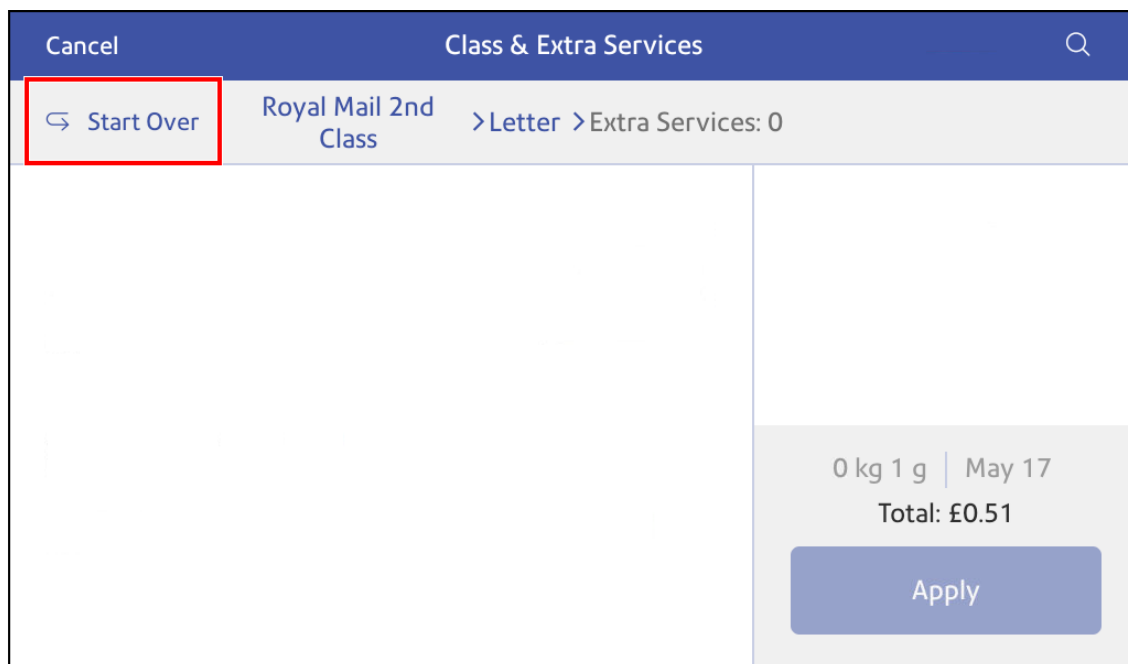 Cancel
Class & Extra Services
Start Over
Royal Mail 2nd
Class
>Letter >Extra Services: 0
0 kg 1 g | May 17
Total: £0.51
Apply